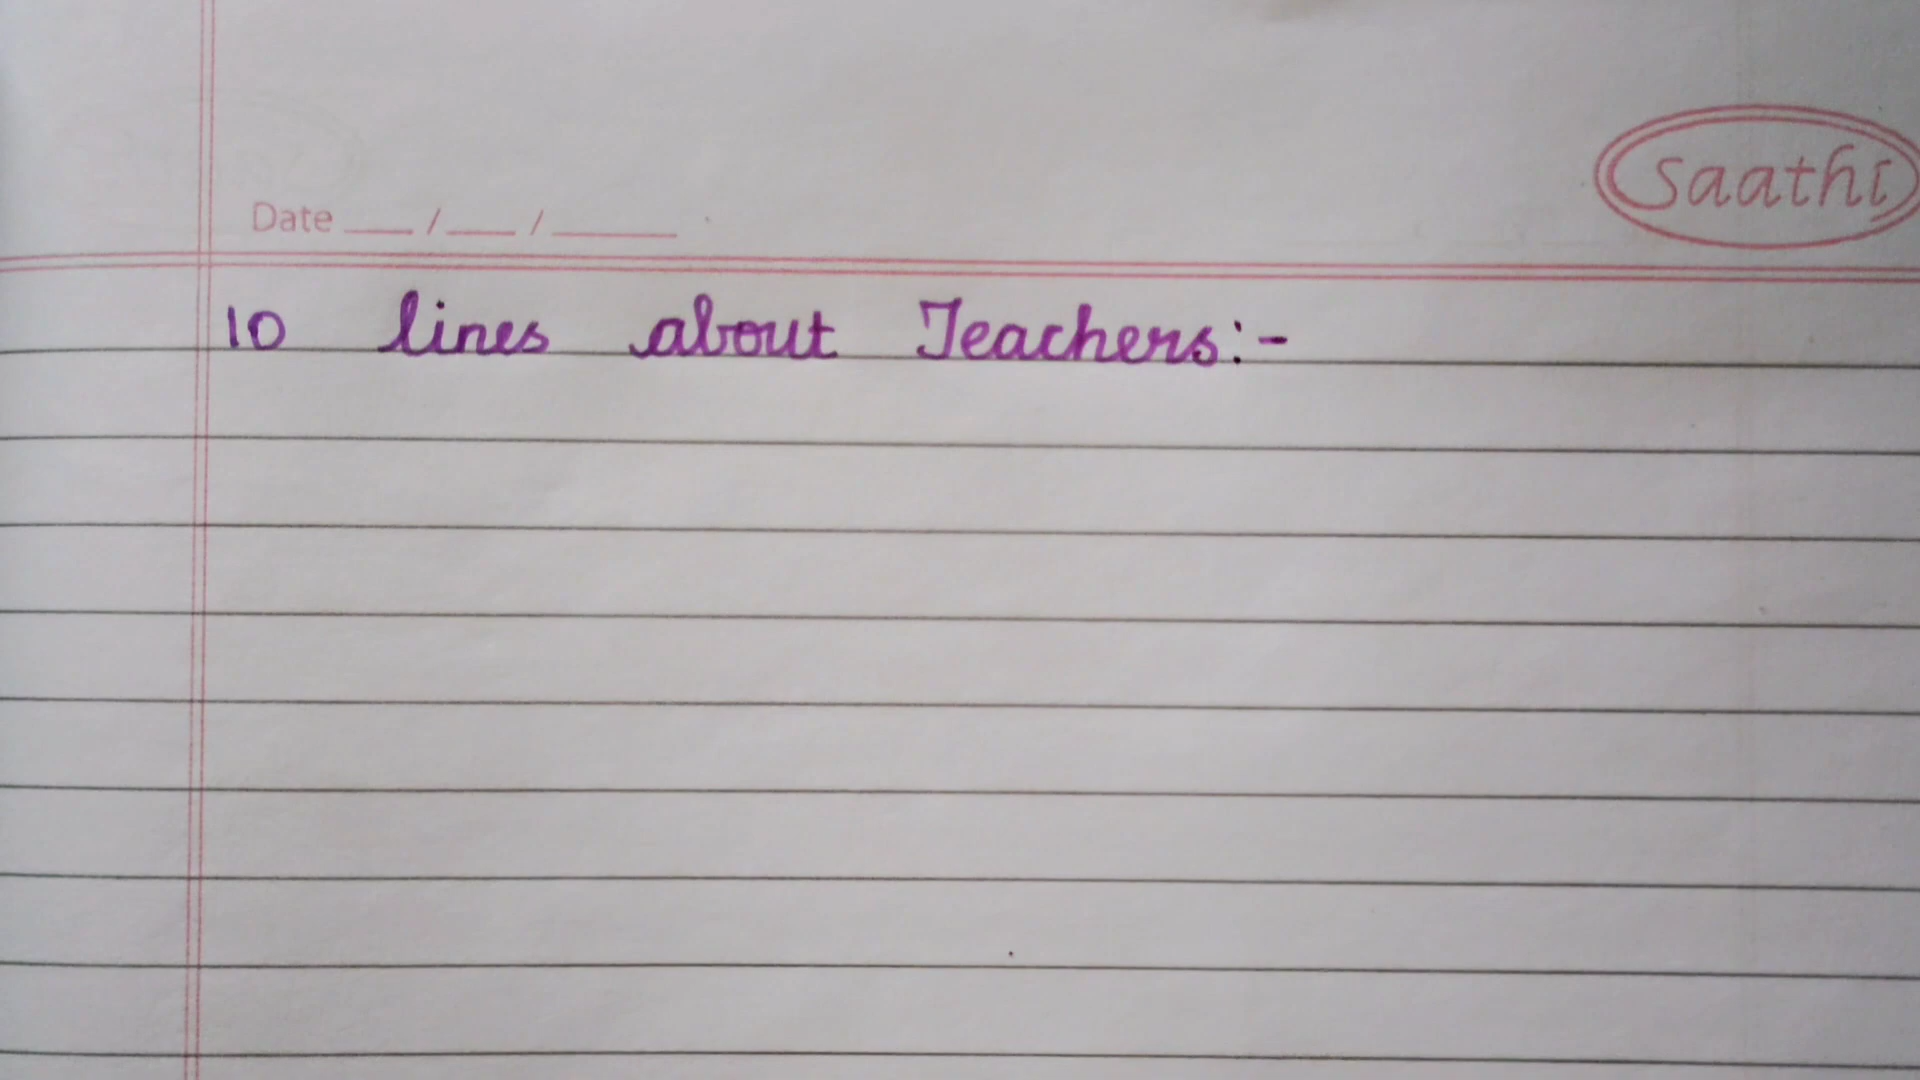 saathi
Date __ / __ / ____
10 lines about Teachers:-